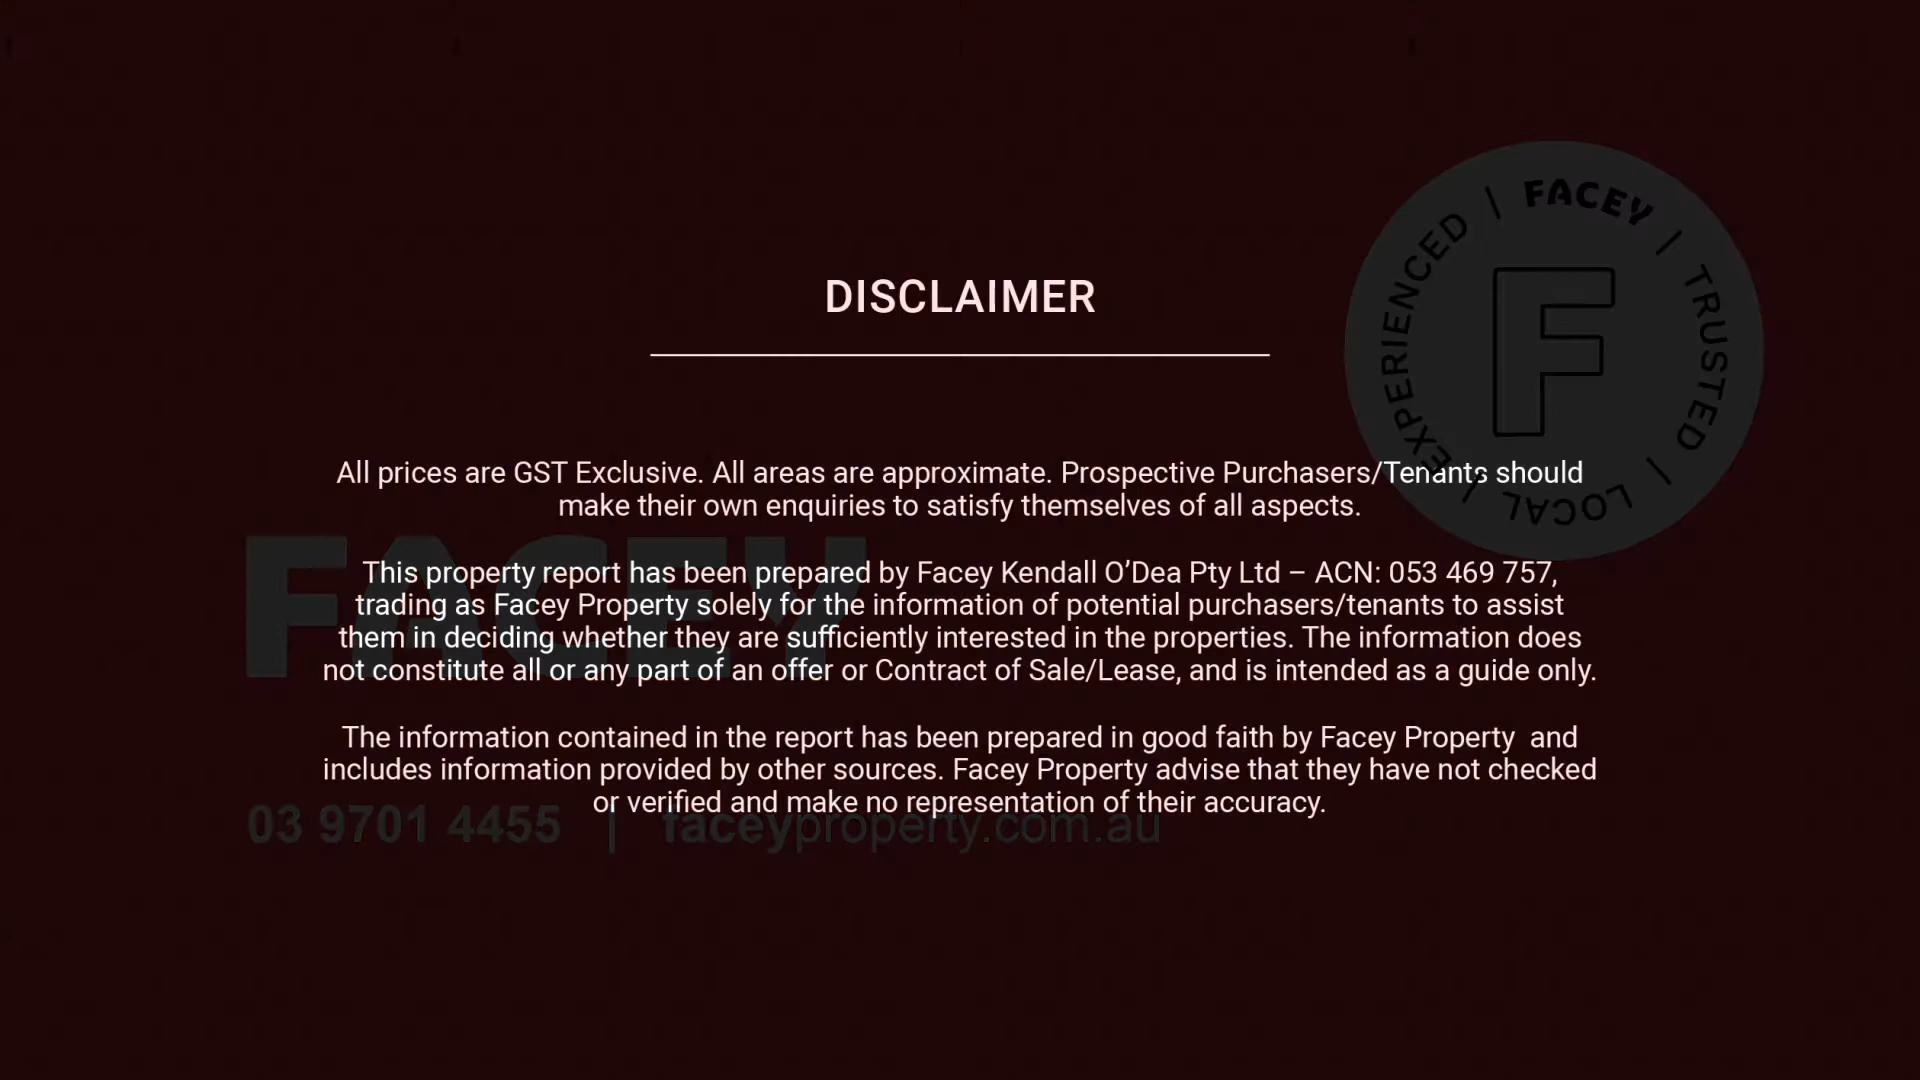 DISCLAIMER
All prices are GST Exclusive. All areas are approximate. Prospective Purchasers/Tenants should
make their own enquiries to satisfy themselves of all aspects.
This property report has been prepared by Facey Kendall O’Dea Pty Ltd – ACN: 053 469 757,
trading as Facey Property solely for the information of potential purchasers/tenants to assist
them in deciding whether they are sufficiently interested in the properties. The information does
not constitute all or any part of an offer or Contract of Sale/Lease, and is intended as a guide only.
The information contained in the report has been prepared in good faith by Facey Property  and
includes information provided by other sources. Facey Property advise that they have not checked
or verified and make no representation of their accuracy.
FACEY
03 9701 4455 | faceyproperty.com.au
| FACEY | TRUSTED | LOCAL | EXPERIENCED
F